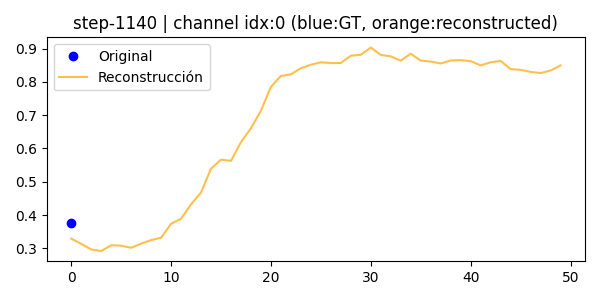 step-1140 | channel idx:0 (blue:GT, orange:reconstructed)
Original
Reconstrucción
0.9
0.8
0.7
0.6
0.5
0.4
0.3
0 10 20 30 40 50